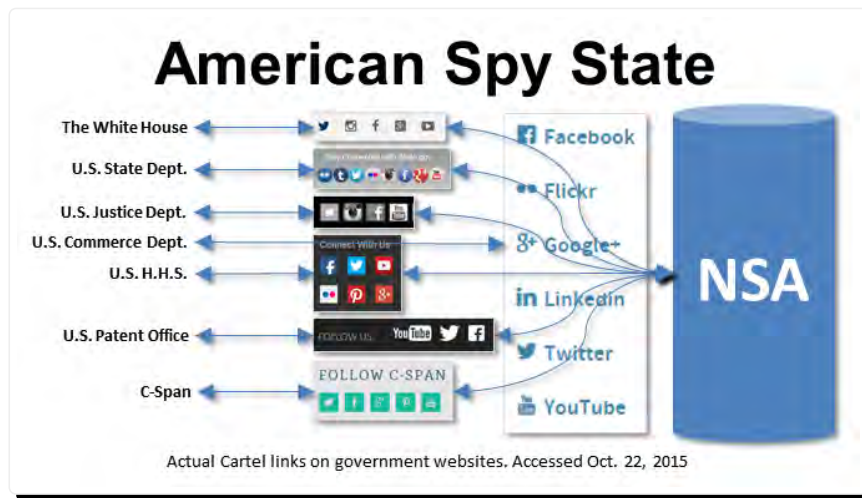 American Spy State
The White House
U.S. State Dept.
U.S. Justice Dept.
U.S. Commerce Dept.
U.S. H.H.S.
U.S. Patent Office
C-Span
Connect With Us
FOLLOW US
YouTube
FOLLOW C-SPAN
Facebook
Flickr
Google+
Linkedin
Twitter
YouTube
NSA
Actual Cartel links on government websites. Accessed Oct. 22, 2015